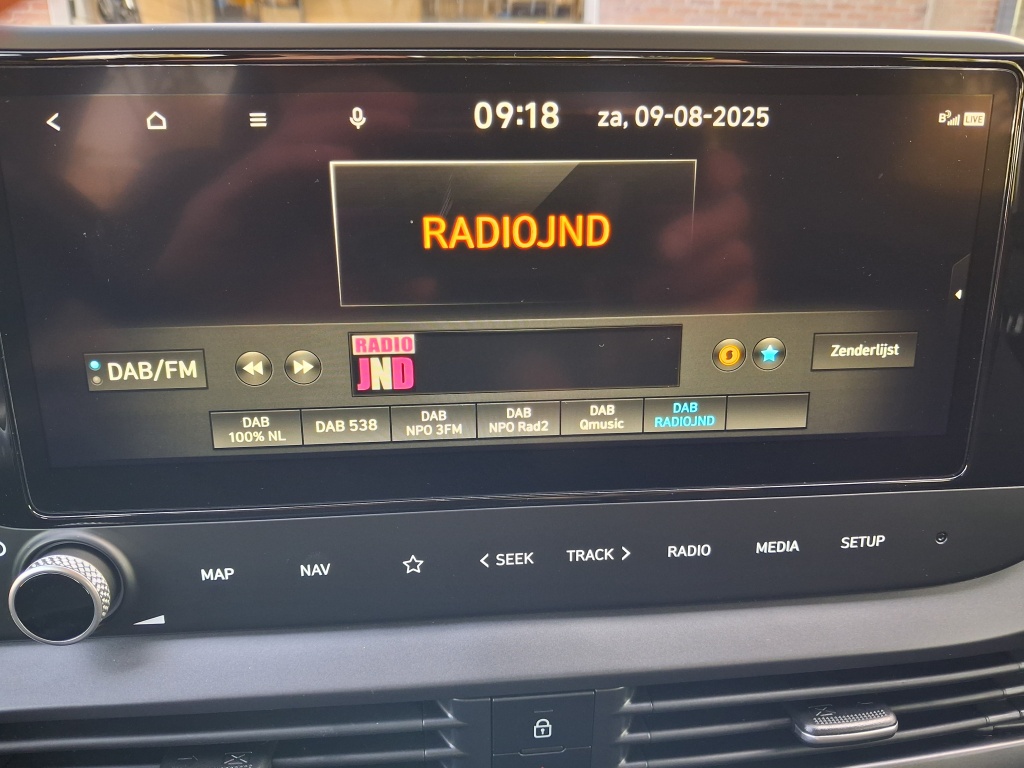 09:18 za, 09-08-2025
LIVE
RADIOJND
DAB/FM
RADIO
JND
Zenderlijst
DAB
100% NL
DAB 538
DAB
NPO 3FM
DAB
NPO Rad2
DAB
Qmusic
DAB
RADIOJND
MAP
NAV
< SEEK
TRACK >
RADIO
MEDIA
SETUP